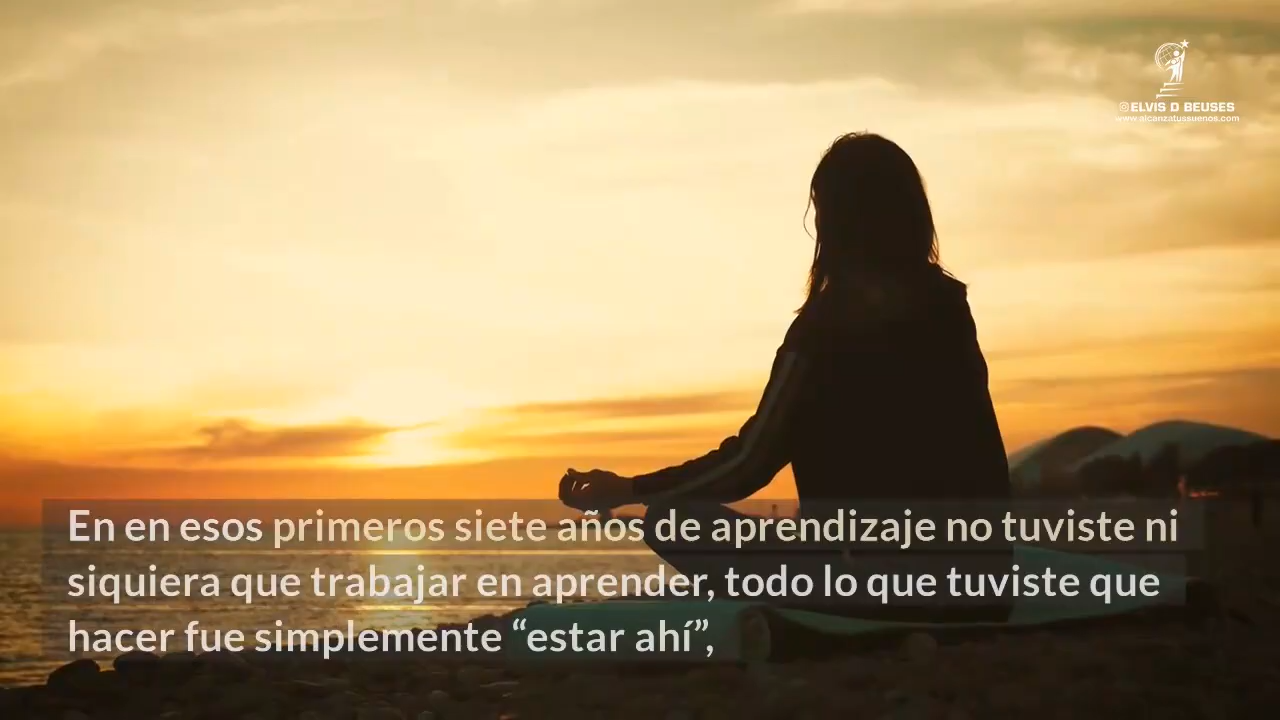 ELVIS D BEUSES
www.alcanzatussuenos.com
En en esos primeros siete años de aprendizaje no tuviste ni
siquiera que trabajar en aprender, todo lo que tuviste que
hacer fue simplemente “estar ahí”,